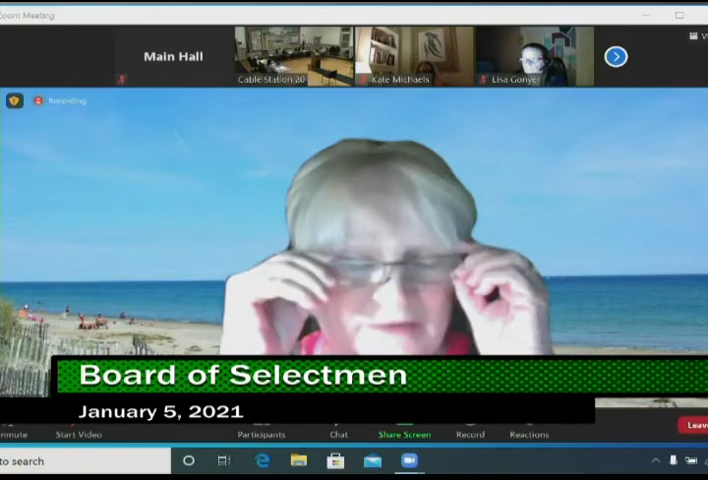 Zoom Meeting
Main Hall
Cable Station 20
Kate Michaels
Lisa Gonyer
Recording
Board of Selectmen
January 5, 2021
Start Video
Participants
Chat
Share Screen
Record
Reactions
Leav
to search